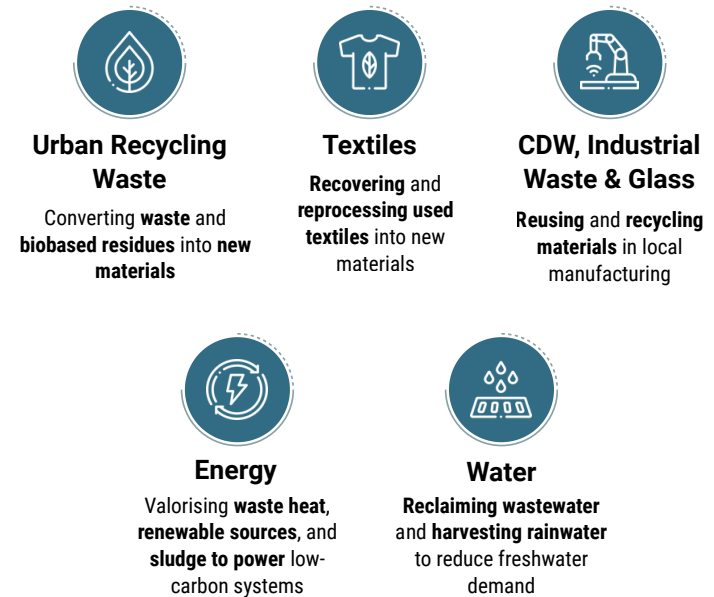 Urban Recycling
Waste
Converting waste and
biobased residues into new
materials
Textiles
Recovering and
reprocessing used
textiles into new
materials
CDW, Industrial
Waste & Glass
Reusing and recycling
materials in local
manufacturing
Energy
Valorising waste heat,
renewable sources, and
sludge to power low-
carbon systems
Water
Reclaiming wastewater
and harvesting rainwater
to reduce freshwater
demand